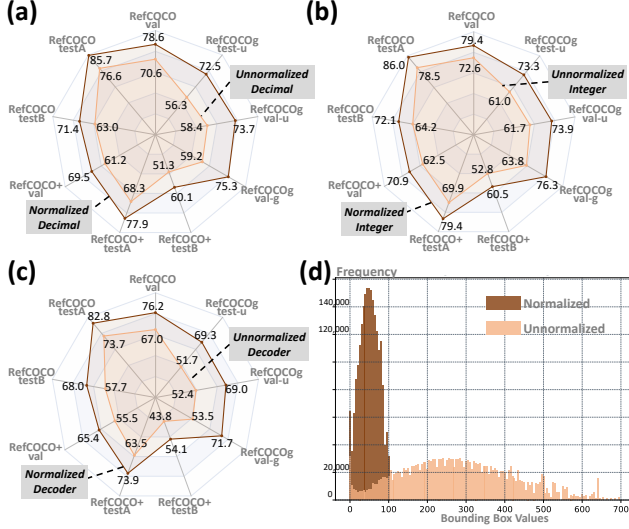 (a)
RefCOCO
val
78.6
RefCOCO
testA
85.7
76.6
70.6
RefCOCOg
test-u
72.5
56.3
Unnormalized
Decimal
RefCOCO
testB
71.4
63.0
58.4
73.7
RefCOCOg
val-u
RefCOCO+
val
69.5
61.2
59.2
75.3
RefCOCOg
val-g
51.3
60.1
68.3
77.9
Normalized
Decimal
RefCOCO+
testA
RefCOCO+
testB
(b)
RefCOCO
val
79.4
RefCOCO
testA
86.0
78.5
72.6
RefCOCOg
test-u
73.3
61.0
Unnormalized
Integer
RefCOCO
testB
72.1
64.2
61.7
73.9
RefCOCOg
val-u
RefCOCO+
val
70.9
62.5
63.8
76.3
RefCOCOg
val-g
52.8
60.5
69.9
79.4
Normalized
Integer
RefCOCO+
testA
RefCOCO+
testB
(c)
RefCOCO
val
76.2
RefCOCO
testA
82.8
73.7
67.0
RefCOCOg
test-u
69.3
51.7
Unnormalized
Decoder
RefCOCO
testB
68.0
57.7
52.4
69.0
RefCOCOg
val-u
RefCOCO+
val
65.4
55.5
53.5
71.7
RefCOCOg
val-g
43.8
54.1
63.5
73.9
Normalized
Decoder
RefCOCO+
testA
RefCOCO+
testB
(d)
Frequency
140,000
120,000
20,000
0
Normalized
Unnormalized
0 100 200 300 400 500 600 700
Bounding Box Values